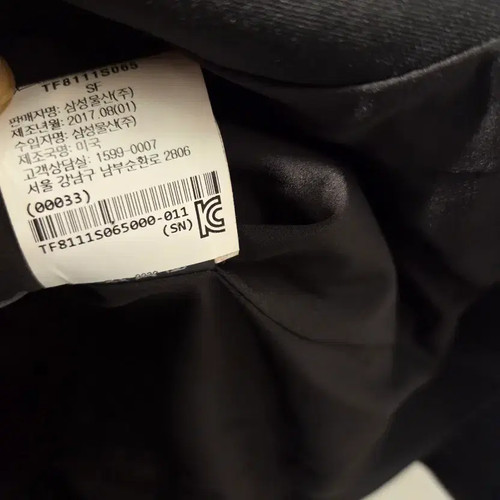 TF8111S065
SF
판매자명: 삼성물산(주)
제조년월: 2017.08(01)
수입자명: 삼성물산(주)
제조국명: 미국
고객상담실: 1599-0007
서울 강남구 남부순환로 2806
(00033)
TF8111S065000-011
(SN)